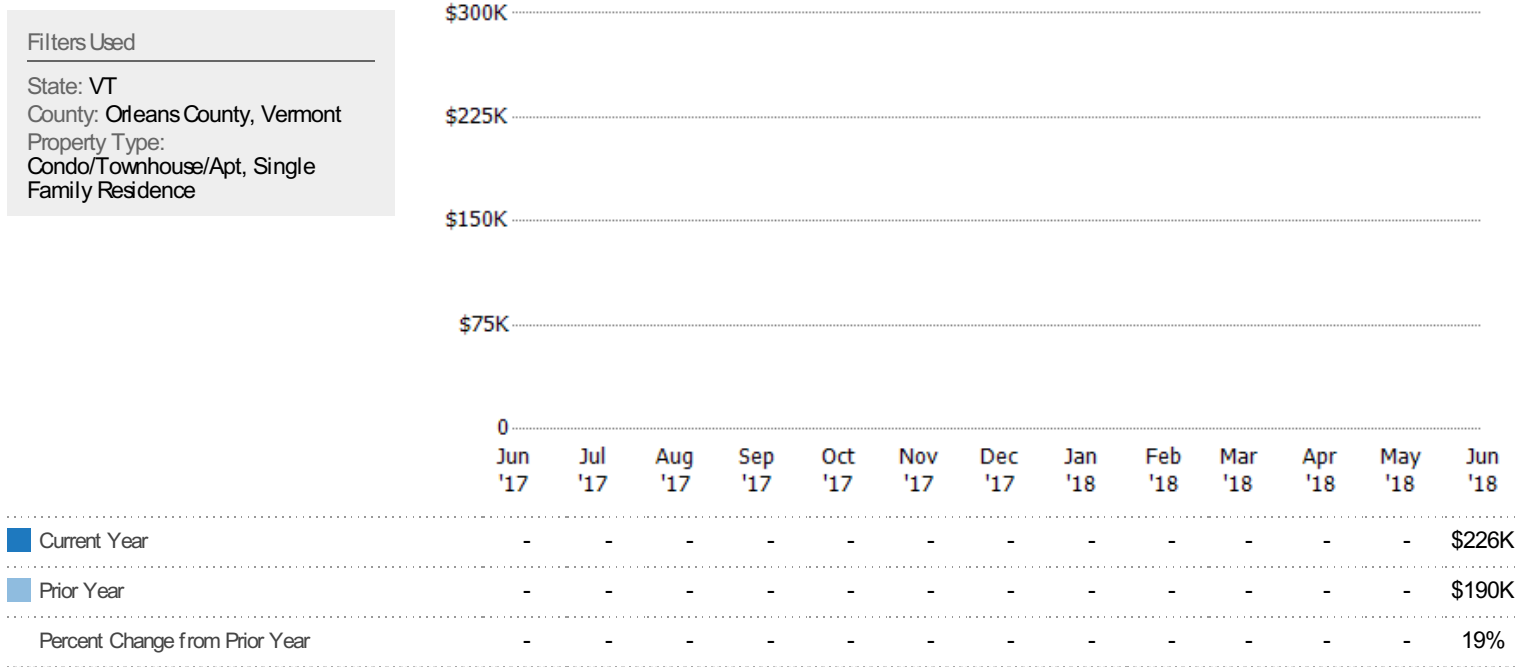 Filters Used
State: VT
County: Orleans County, Vermont
Property Type:
Condo/Townhouse/Apt, Single
Family Residence
$300K
$225K
$150K
$75K
0
Jun Jul Aug Sep Oct Nov Dec Jan Feb Mar Apr May Jun
'17 '17 '17 '17 '17 '17 '17 '18 '18 '18 '18 '18 '18
Current Year - - - - - - - - - - - - $226K
Prior Year - - - - - - - - - - - - $190K
Percent Change from Prior Year - - - - - - - - - - - - 19%